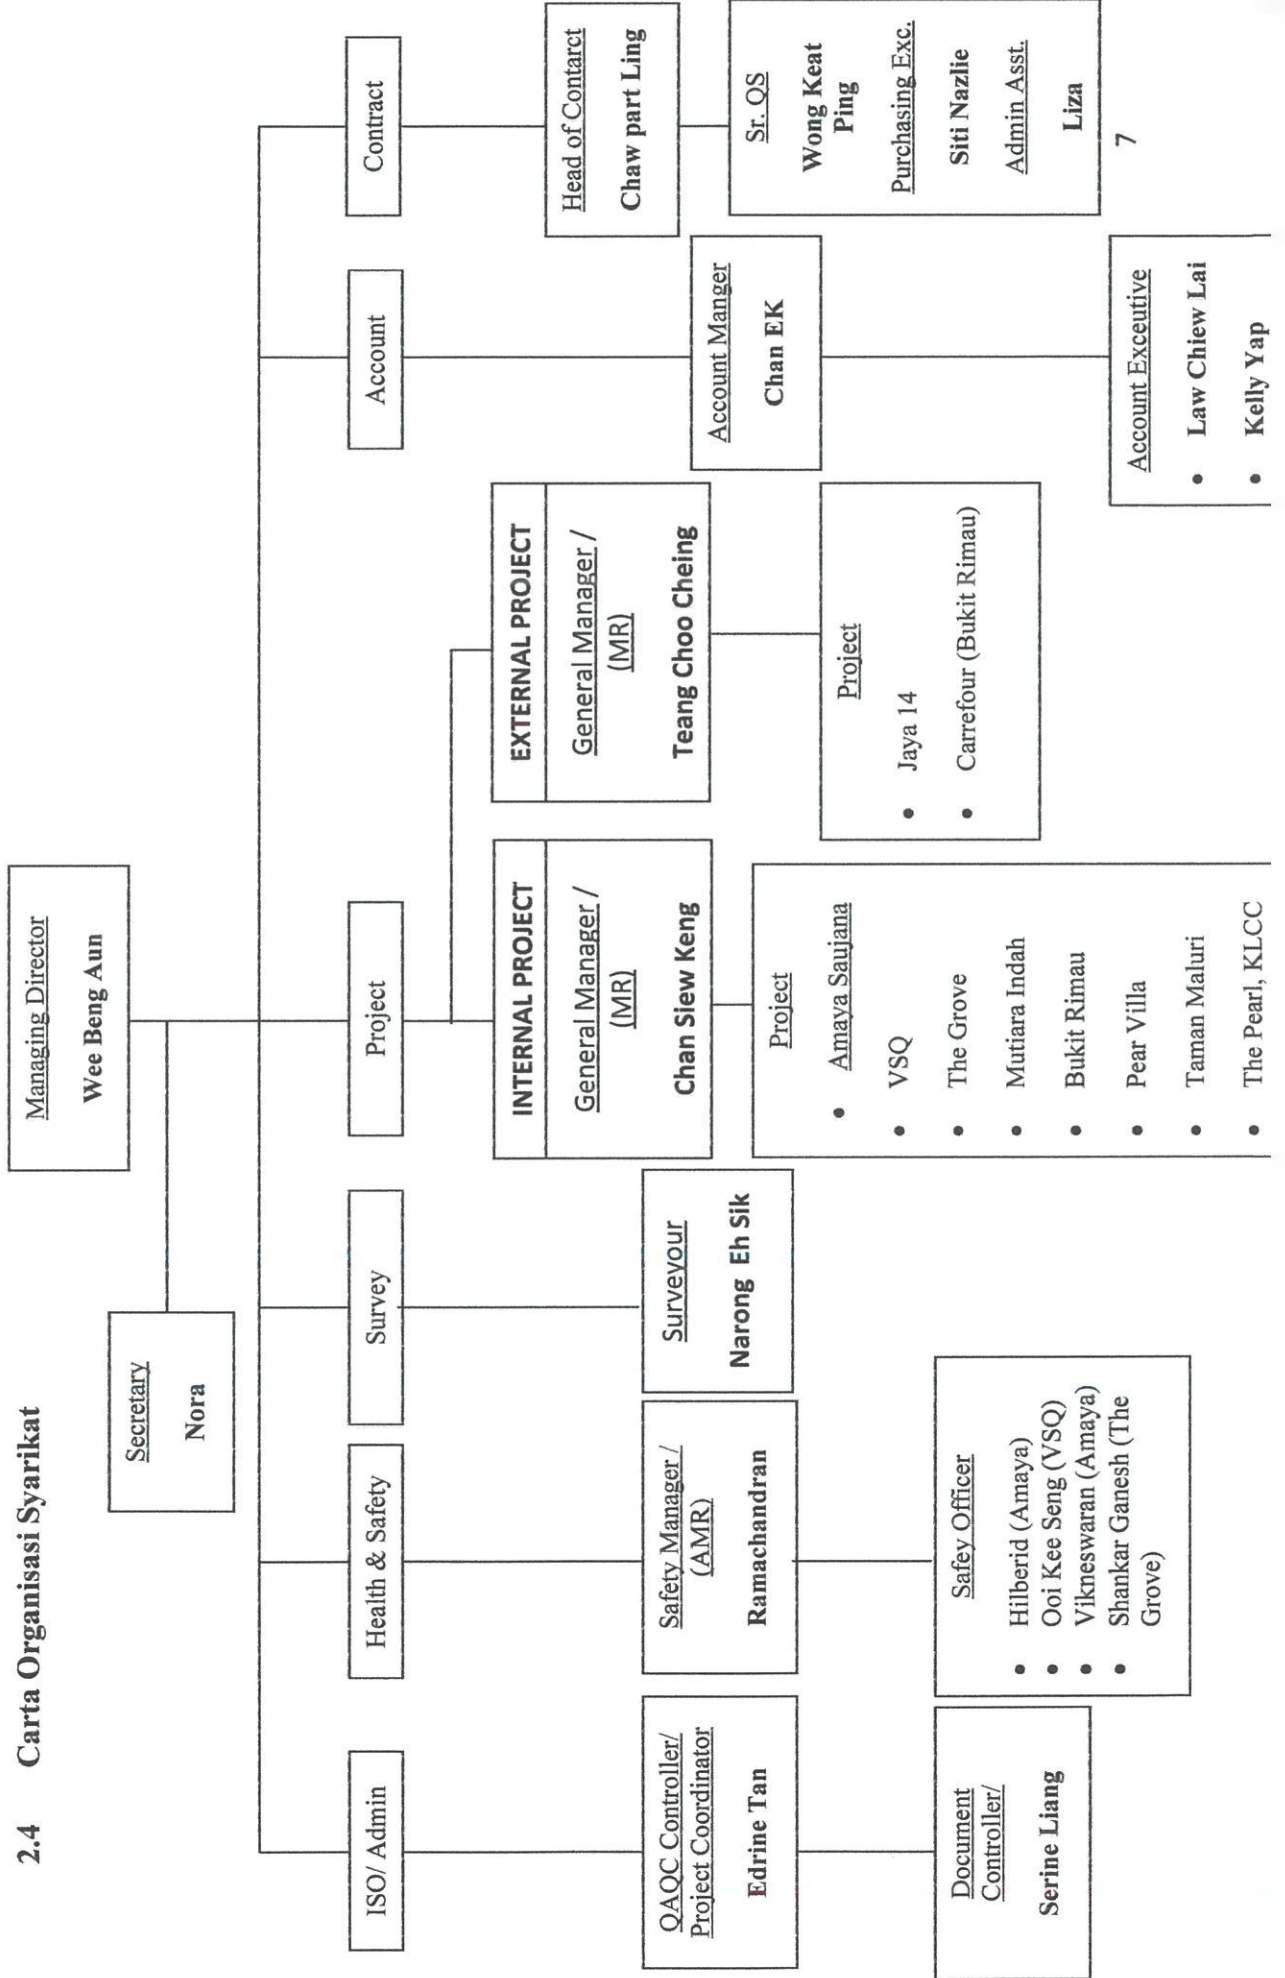 2.4 Carta Organisasi Syarikat
Managing Director
Wee Beng Aun
Secretary
Nora
ISO/ Admin
Health & Safety
Survey
Project
Account
Contract
QAQC Controller/
Project Coordinator
Edrine Tan
Document
Controller/
Serine Liang
Safety Manager /
(AMR)
Ramachandran
Safey Officer
• Hilberid (Amaya)
• Ooi Kee Seng (VSQ)
• Vikneswaran (Amaya)
• Shankar Ganesh (The
Grove)
Surveyour
Narong Eh Sik
INTERNAL PROJECT
General Manager /
(MR)
Chan Siew Keng
Project
• Amaya Saujana
• VSQ
• The Grove
• Mutiara Indah
• Bukit Rimau
• Pear Villa
• Taman Maluri
• The Pearl, KLCC
EXTERNAL PROJECT
General Manager /
(MR)
Teang Choo Cheing
Project
• Jaya 14
• Carrefour (Bukit Rimau)
Account Manger
Chan EK
Account Exceutive
• Law Chiew Lai
• Kelly Yap
Head of Contarct
Chaw part Ling
Sr. QS
Wong Keat
Ping
Purchasing Exc.
Siti Nazlie
Admin Asst.
Liza
7